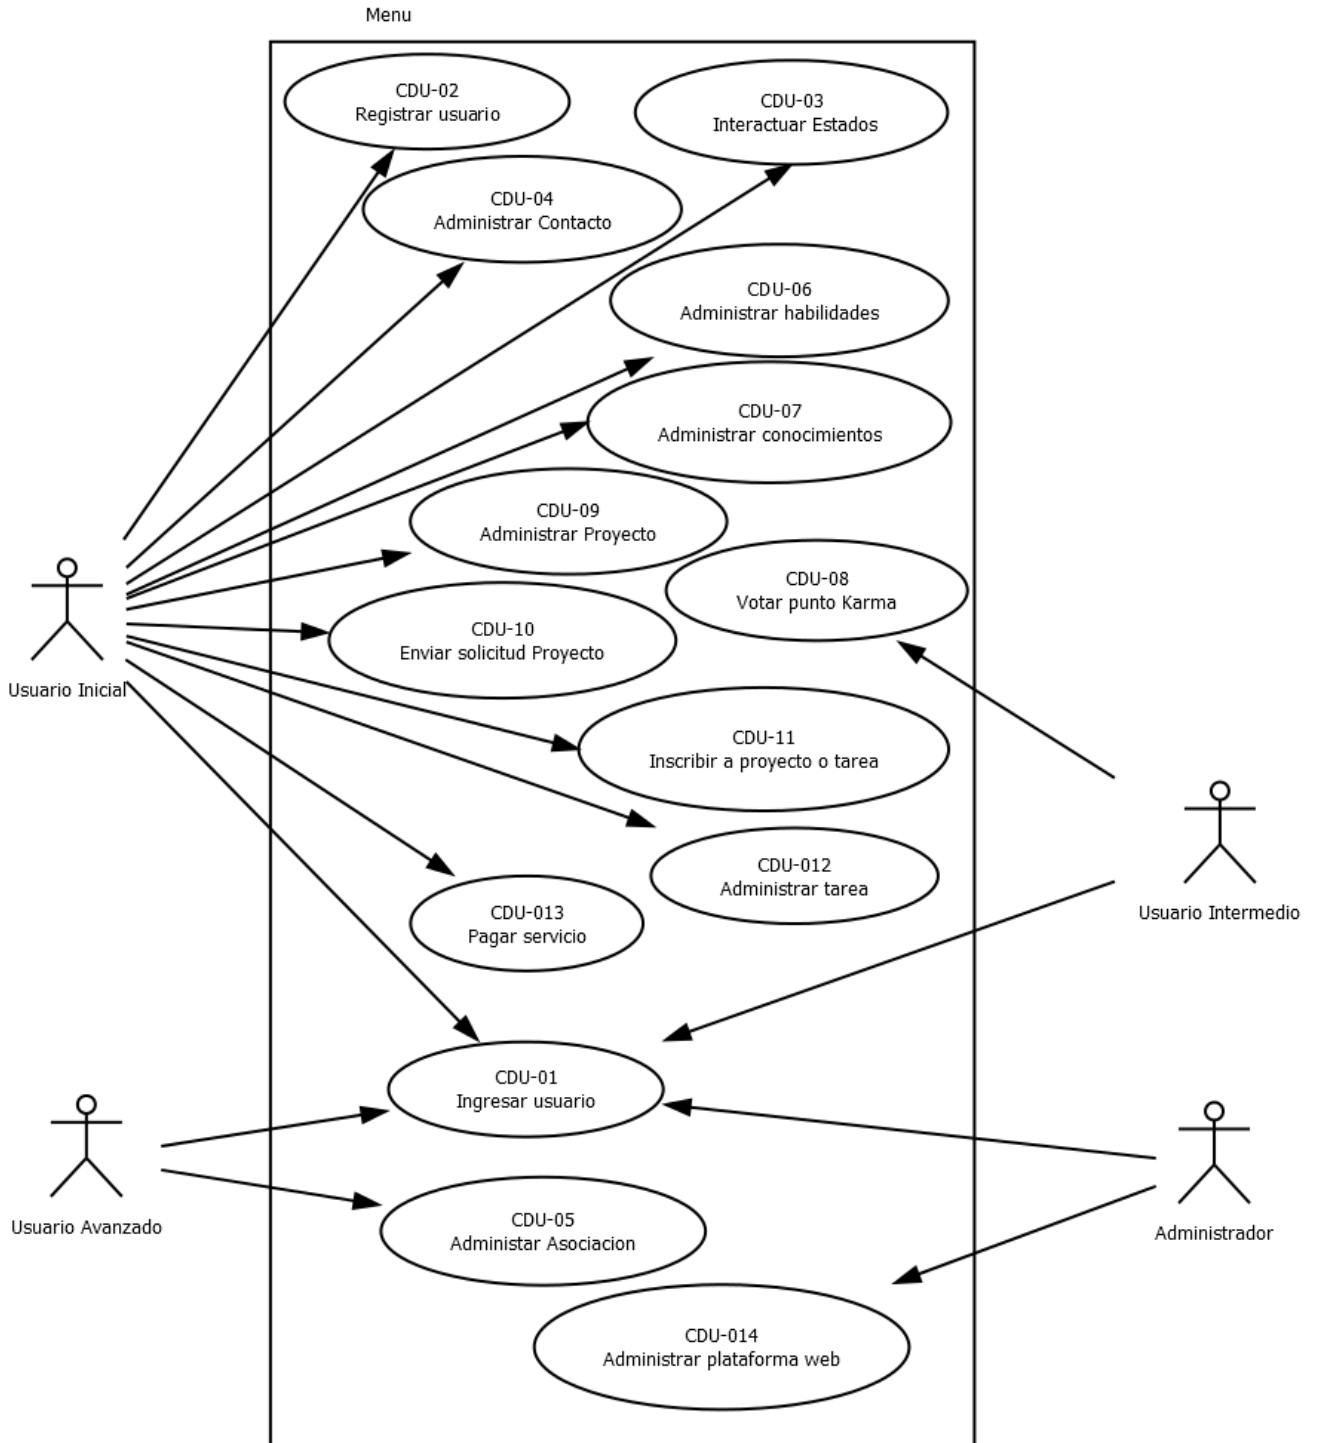 Menu
CDU-02
Registrar usuario
CDU-03
Interactuar Estados
CDU-04
Administrar Contacto
CDU-06
Administrar habilidades
CDU-07
Administrar conocimientos
CDU-09
Administrar Proyecto
CDU-08
Votar punto Karma
CDU-10
Enviar solicitud Proyecto
Usuario Inicial
CDU-11
Inscribir a proyecto o tarea
CDU-012
Administrar tarea
CDU-013
Pagar servicio
Usuario Intermedio
CDU-01
Ingresar usuario
Usuario Avanzado
CDU-05
Administar Asociacion
Administrador
CDU-014
Administrar plataforma web